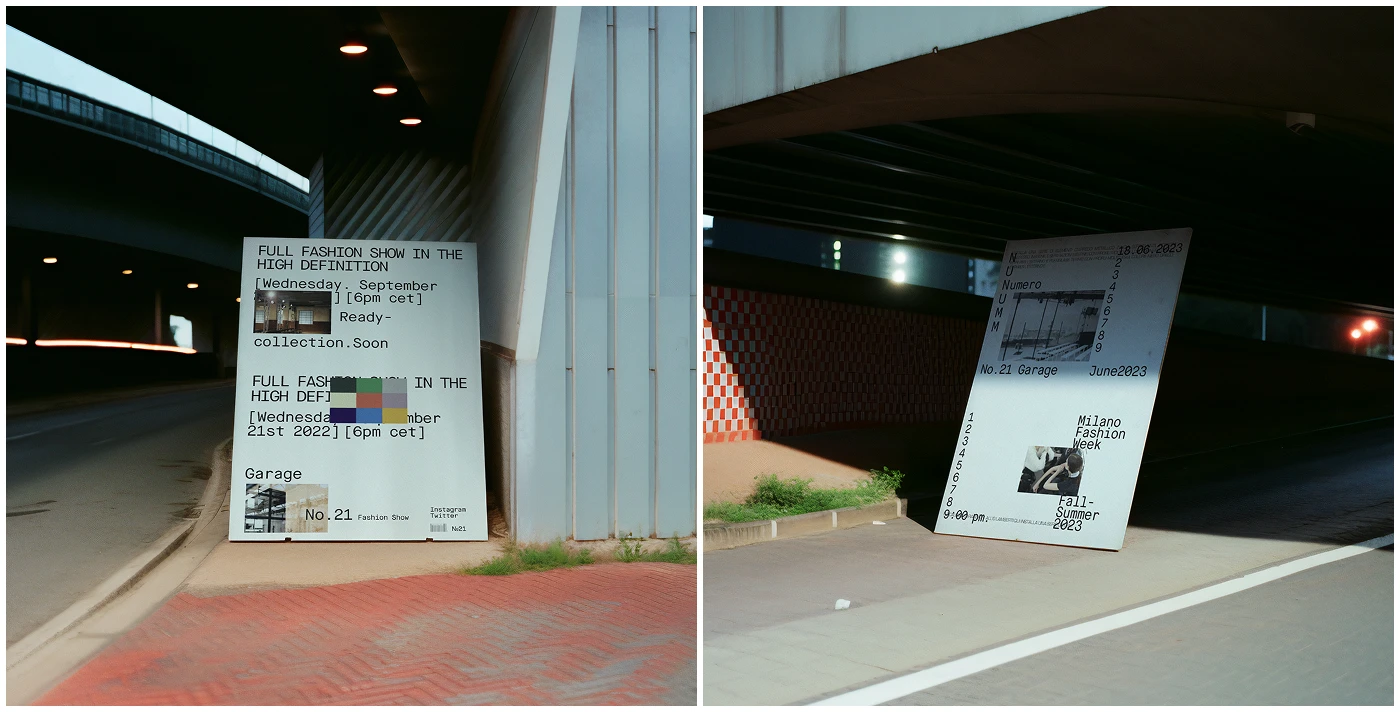 FULL FASHION SHOW IN THE
HIGH DEFINITION
[Wednesday. September
][6pm cet]
Ready-
collection.Soon
FULL FASHION SHOW IN THE
HIGH DEFI
[Wednesda mber
21st 2022][6pm cet]
Garage
No.21 Fashion Show
Instagram
Twitter
№21
18.06.2023
N
U
Numero
U
M
M
2
3
4
5
6
7
8
9
No.21 Garage June2023
1
2
3
4
5
6
7
8
9:00 pm.
Milano
Fashion
Week
Fall-
Summer
2023